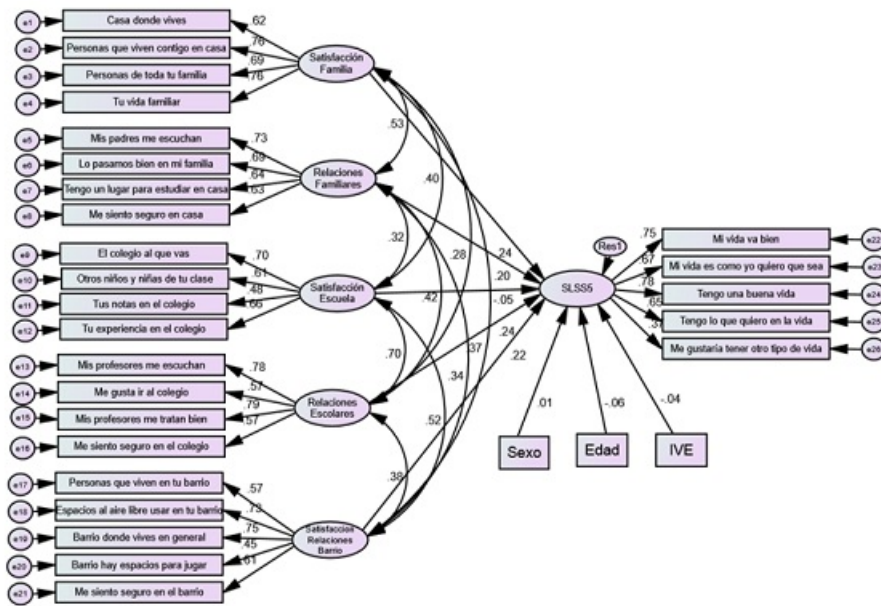 e1 Casa donde vives .62
e2 Personas que viven contigo en casa .76
e3 Personas de toda tu familia .69
e4 Tu vida familiar .76
Satisfacción
Familia
e5 Mis padres me escuchan .73
e6 Lo pasamos bien en mi familia .69
e7 Tengo un lugar para estudiar en casa .64
e8 Me siento seguro en casa .63
Relaciones
Familiares
e9 El colegio al que vas .70
e10 Otros niños y niñas de tu clase .61
e11 Tus notas en el colegio .48
e12 Tu experiencia en el colegio .66
Satisfacción
Escuela
e13 Mis profesores me escuchan .78
e14 Me gusta ir al colegio .57
e15 Mis profesores me tratan bien .79
e16 Me siento seguro en el colegio .57
Relaciones
Escolares
e17 Personas que viven en tu barrio .57
e18 Espacios al aire libre usar en tu barrio .73
e19 Barrio donde vives en general .75
e20 Barrio hay espacios para jugar .45
e21 Me siento seguro en el barrio .61
Satisfaccion
Relaciones
Barrio
.53
.40
.32
.28
.42
.37
.70
.34
.52
.38
.24
.20
-.05
.24
.22
Res1
SLSS5
.75 Mi vida va bien e22
.67 Mi vida es como yo quiero que sea e23
.78 Tengo una buena vida e24
.65 Tengo lo que quiero en la vida e25
.37 Me gustaría tener otro tipo de vida e26
.01
-.06
-.04
Sexo
Edad
IVE